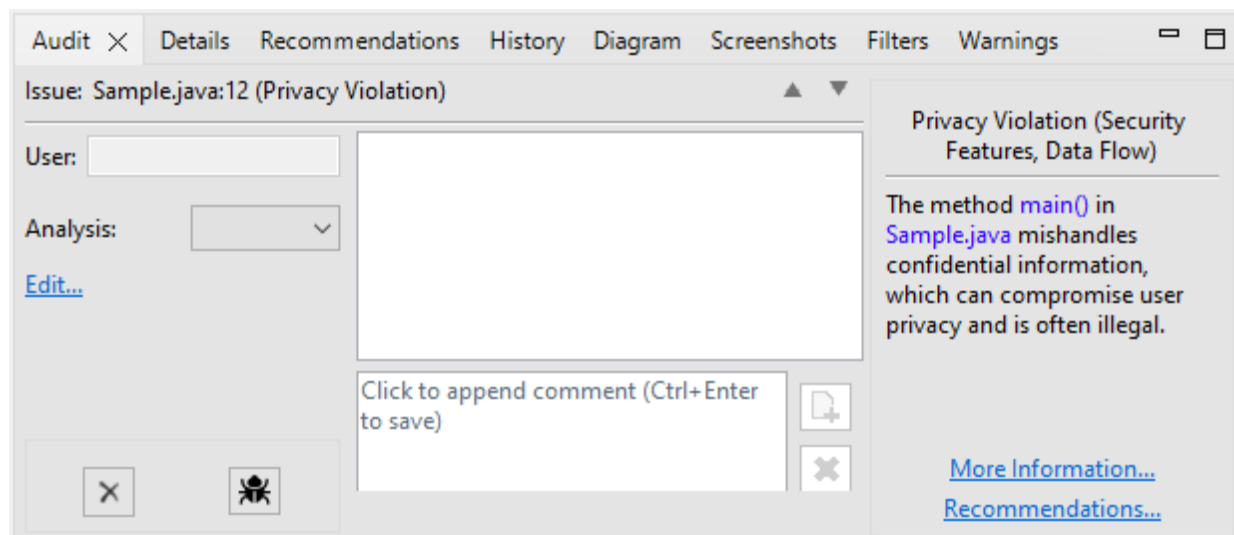 Audit Details Recommendations History Diagram Screenshots Filters Warnings
Issue: Sample.java:12 (Privacy Violation)
User:
Analysis:
Edit...
Click to append comment (Ctrl+Enter
to save)
Privacy Violation (Security
Features, Data Flow)
The method main() in
Sample.java mishandles
confidential information,
which can compromise user
privacy and is often illegal.
More Information...
Recommendations...